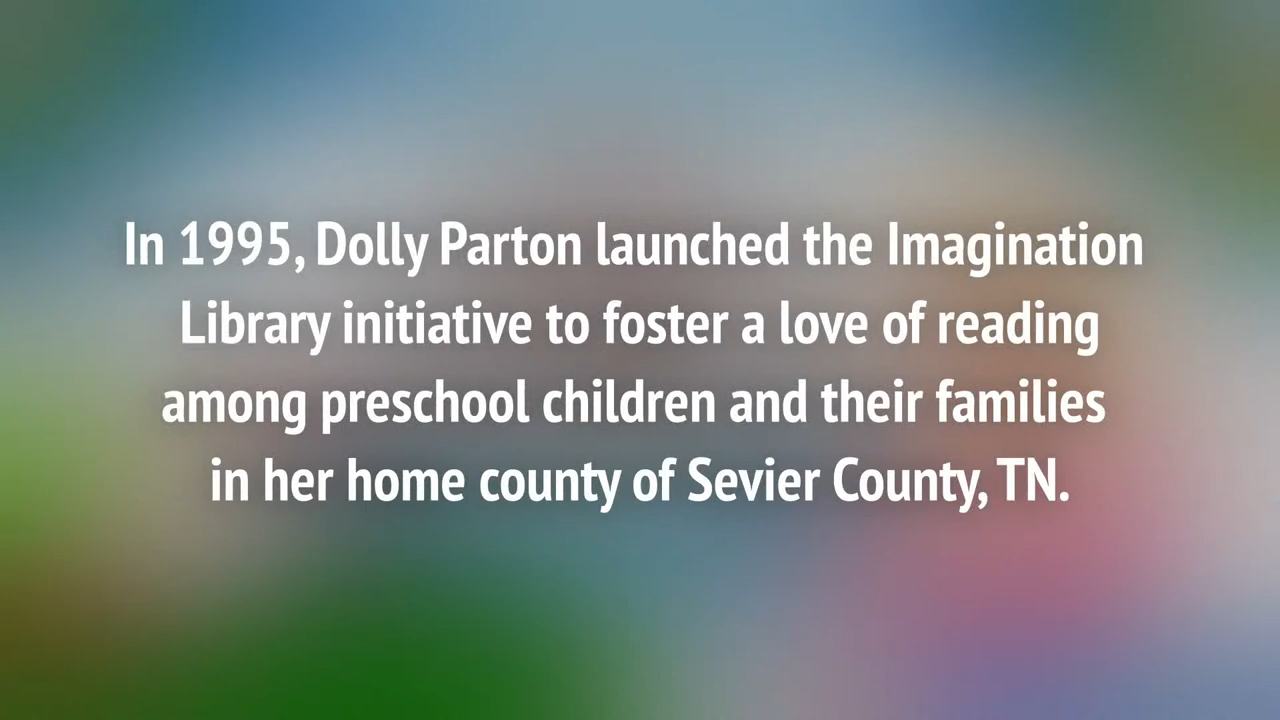 In 1995, Dolly Parton launched the Imagination
Library initiative to foster a love of reading
among preschool children and their families
in her home county of Sevier County, TN.